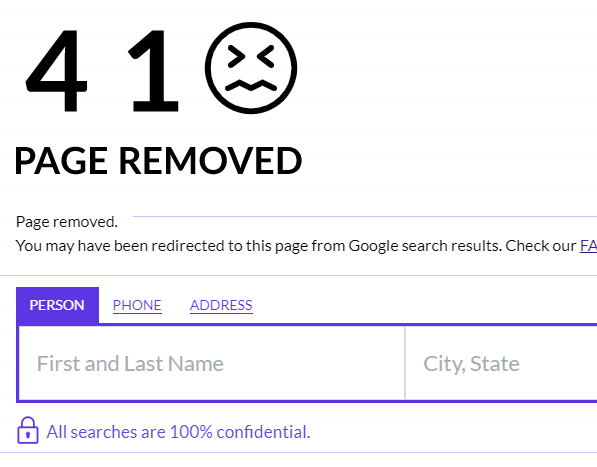 4 1
PAGE REMOVED
Page removed.
You may have been redirected to this page from Google search results. Check our FA
PERSON PHONE ADDRESS
First and Last Name City, State
All searches are 100% confidential.